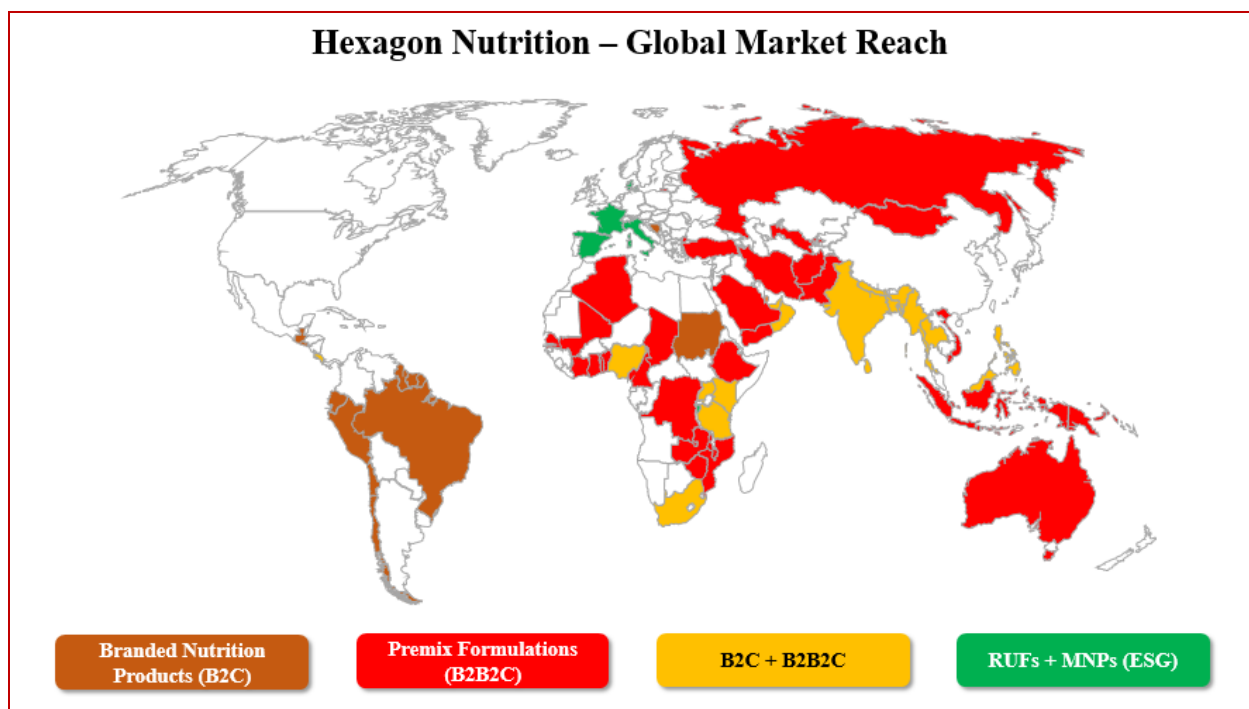 Hexagon Nutrition – Global Market Reach
Branded Nutrition
Products (B2C)
Premix Formulations
(B2B2C)
B2C + B2B2C
RUFs + MNPs (ESG)